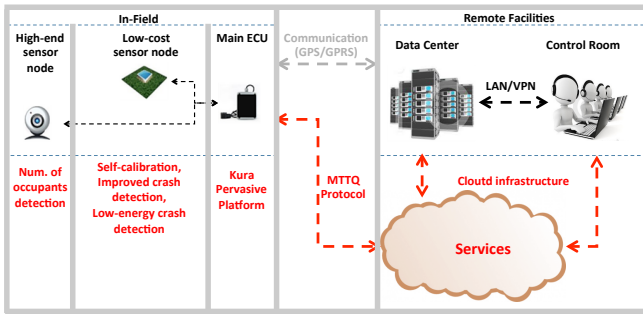 In-Field
Remote Facilities
High-end
sensor
node
Low-cost
sensor node
Main ECU
Communication
(GPS/GPRS)
Data Center
Control Room
LAN/VPN
Num. of
occupants
detection
Self-calibration,
Improved crash
detection,
Low-energy crash
detection
Kura
Pervasive
Platform
MTTQ
Protocol
Cloutd infrastructure
Services